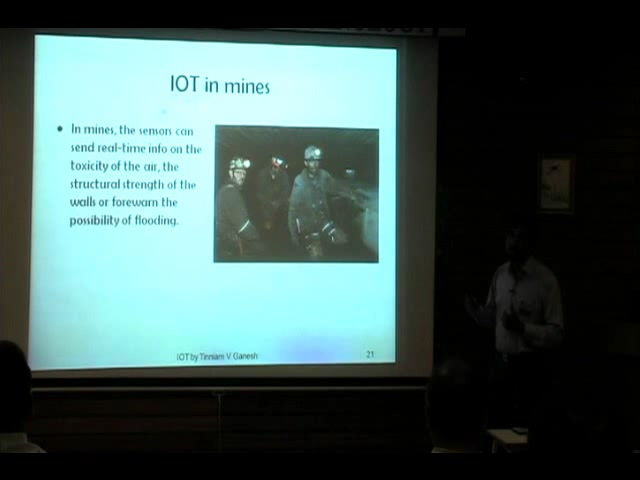 IOT in mines
• In mines, the sensors can
send real-time info on the
toxicity of the air, the
structural strength of the
walls or forewarn the
possibility of flooding.
IOT by Tinniam V Ganesh
21